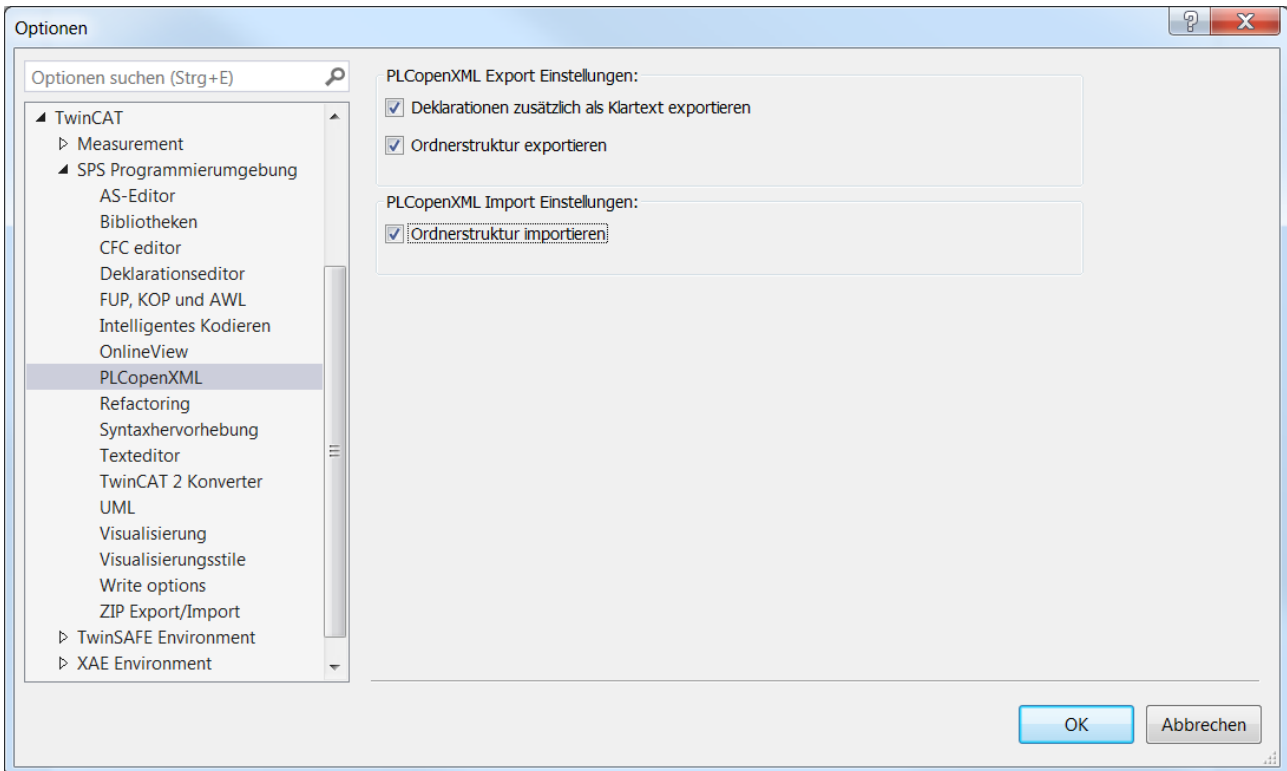 Optionen
Optionen suchen (Strg+E)
TwinCAT
Measurement
SPS Programmierumgebung
AS-Editor
Bibliotheken
CFC editor
Deklarationseditor
FUP, KOP und AWL
Intelligentes Kodieren
OnlineView
PLCopenXML
Refactoring
Syntaxhervorhebung
Texteditor
TwinCAT 2 Konverter
UML
Visualisierung
Visualisierungsstile
Write options
ZIP Export/Import
TwinSAFE Environment
XAE Environment
PLCopenXML Export Einstellungen:
Deklarationen zusätzlich als Klartext exportieren
Ordnerstruktur exportieren
PLCopenXML Import Einstellungen:
Ordnerstruktur importieren
OK
Abbrechen